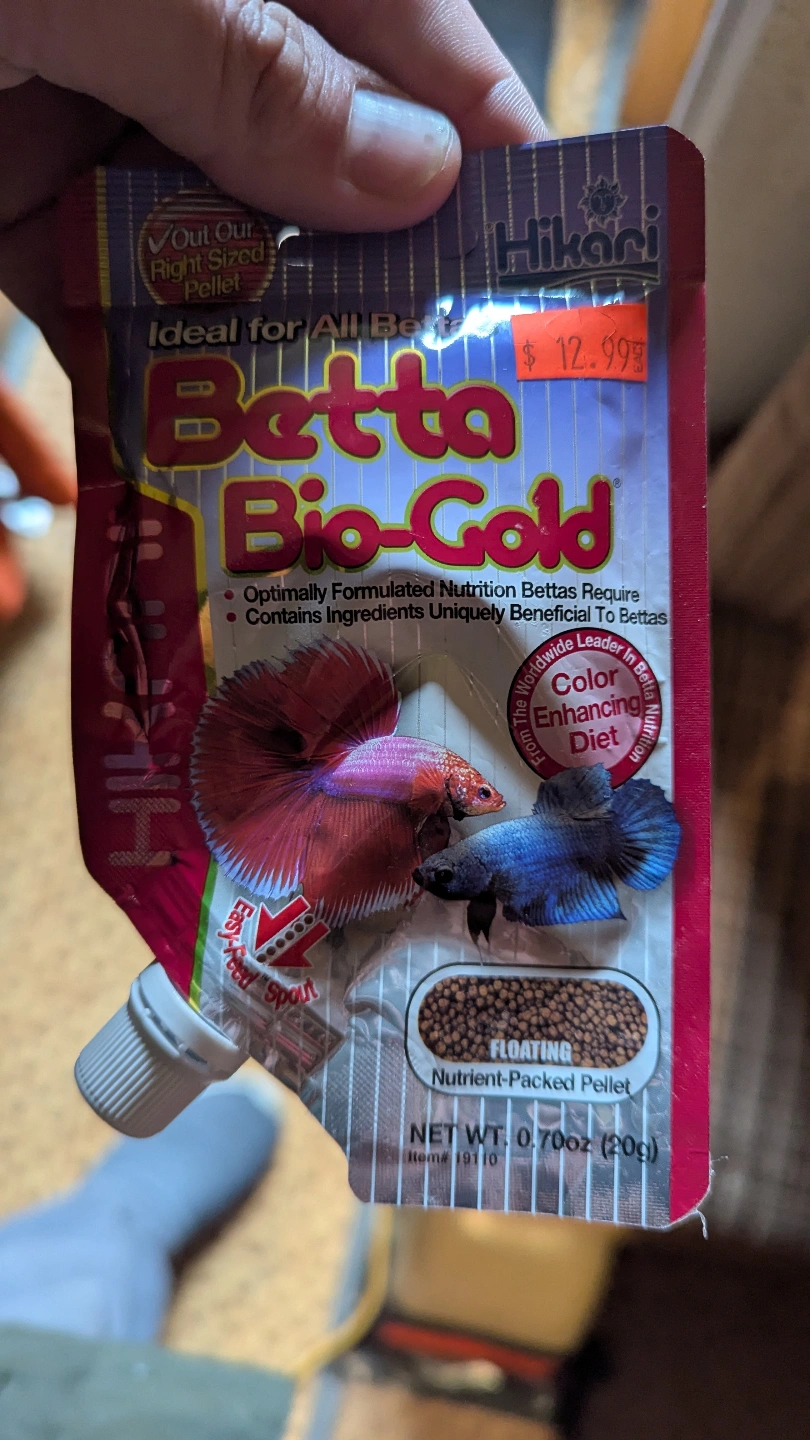 ✓Out Our
Right Sized
Pellet
Hikari
Ideal for All Betta
$ 12.99
Betta
Bio-Gold®
• Optimally Formulated Nutrition Bettas Require
• Contains Ingredients Uniquely Beneficial To Bettas
From The Worldwide Leader In Betta Nutrition
Color
Enhancing
Diet
HIKARI
Easy-Feed™ Spout
FLOATING
Nutrient-Packed Pellet
NET WT. 0.70oz (20g)
Item# 19110